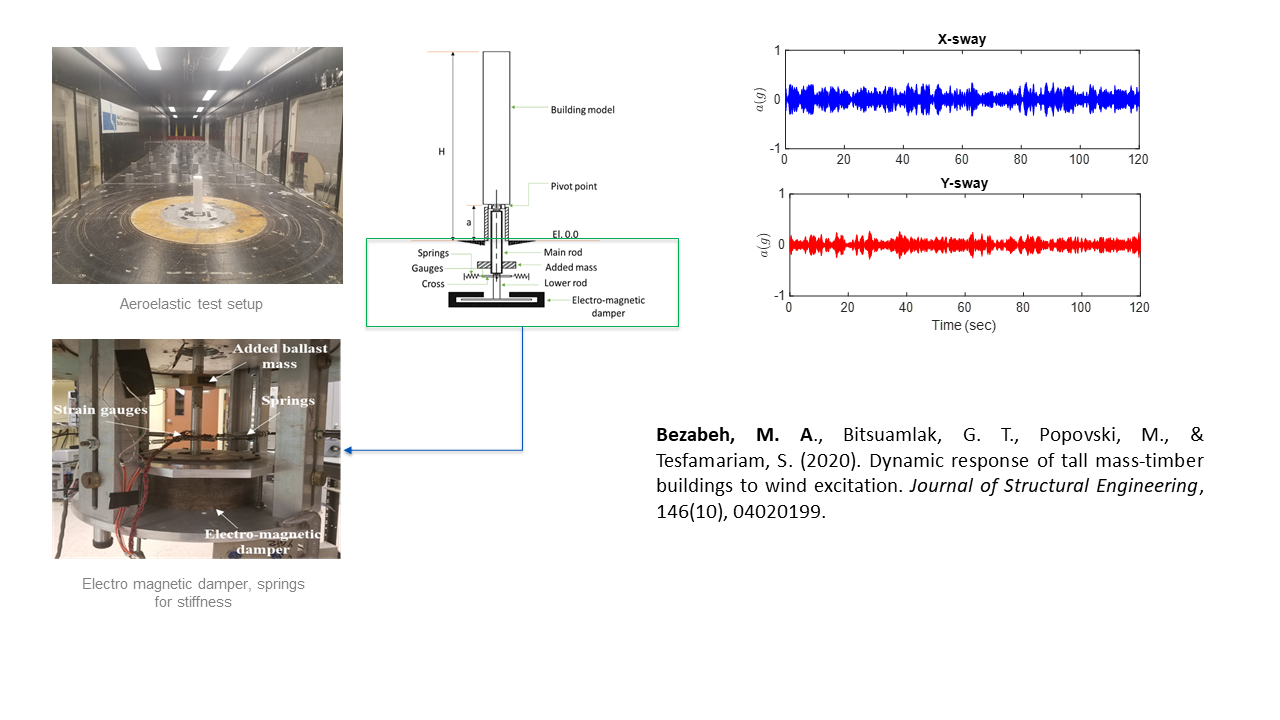 Aeroelastic test setup
Added ballast
mass
Strain gauges
Springs
Electro-magnetic
damper
Electro magnetic damper, springs
for stiffness
H
a
Building model
Pivot point
El. 0.0
Springs
Gauges
Cross
Main rod
Added mass
Lower rod
Electro-magnetic
damper
X-sway
a(g)
1
0
-1
0 20 40 60 80 100 120
Y-sway
a(g)
1
0
-1
0 20 40 60 80 100 120
Time (sec)
Bezabeh, M. A., Bitsuamlak, G. T., Popovski, M., &
Tesfamariam, S. (2020). Dynamic response of tall mass-timber
buildings to wind excitation. Journal of Structural Engineering,
146(10), 04020199.